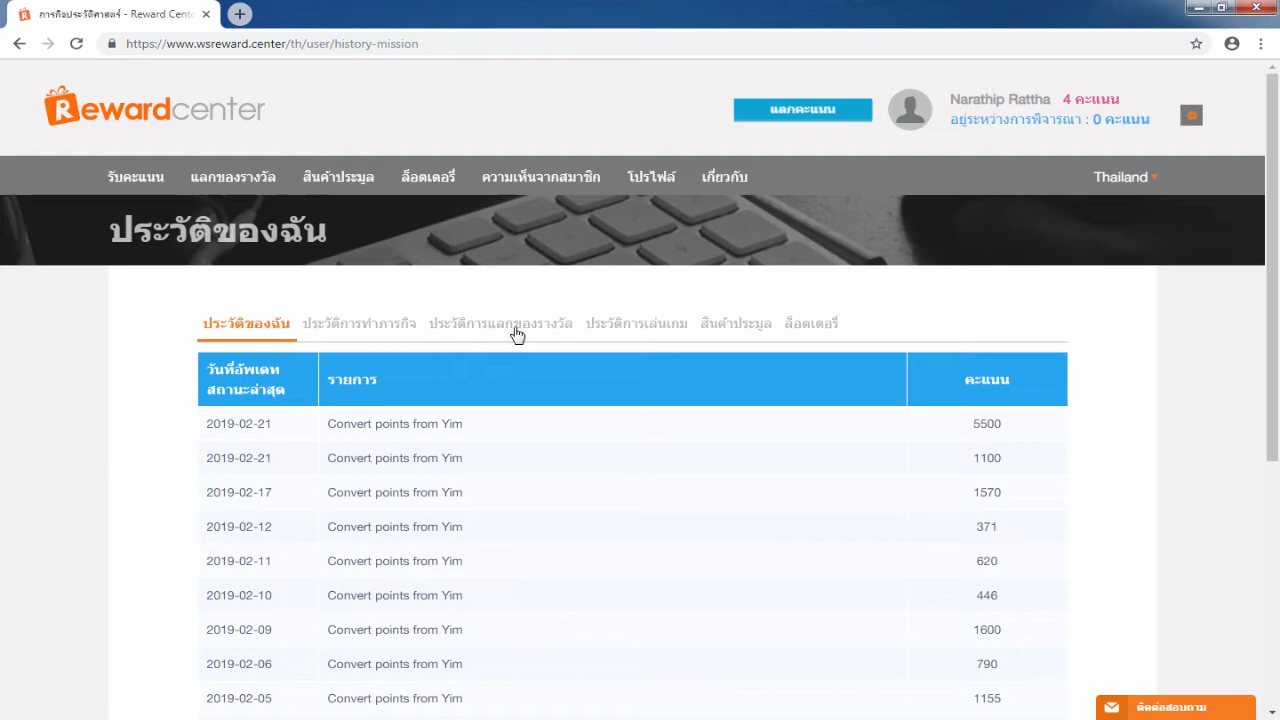 ภารกิจประวัติศาสตร์ - Reward Cente
https://www.wsreward.center/th/user/history-mission
Rewardcenter
แลกคะแนน
Narathip Rattha 4 คะแนน
อยู่ระหว่างการพิจารณา : 0 คะแนน
รับคะแนน แลกของรางวัล สินค้าประมูล ล็อตเตอรี่ ความเห็นจากสมาชิก โปรไฟล์ เกี่ยวกับ Thailand
ประวัติของฉัน
ประวัติของฉัน ประวัติการทำภารกิจ ประวัติการแลกของรางวัล ประวัติการเล่นเกม สินค้าประมูล ล็อตเตอรี่
วันที่อัพเดท
สถานะล่าสุด รายการ คะแนน
2019-02-21 Convert points from Yim 5500
2019-02-21 Convert points from Yim 1100
2019-02-17 Convert points from Yim 1570
2019-02-12 Convert points from Yim 371
2019-02-11 Convert points from Yim 620
2019-02-10 Convert points from Yim 446
2019-02-09 Convert points from Yim 1600
2019-02-06 Convert points from Yim 790
2019-02-05 Convert points from Yim 1155
ติดต่อสอบถาม